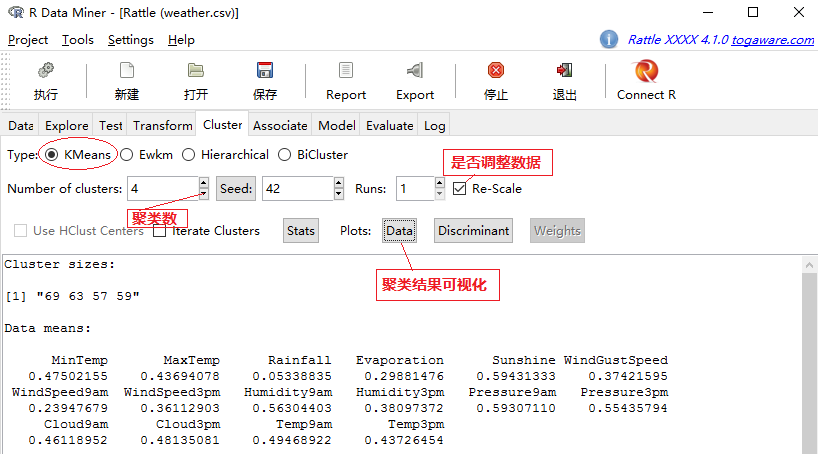 R Data Miner - [Rattle (weather.csv)]
Project Tools Settings Help Rattle XXXX 4.1.0 togaware.com
执行 新建 打开 保存 Report Export 停止 退出 Connect R
Data Explore Test Transform Cluster Associate Model Evaluate Log
Type: KMeans Ewkm Hierarchical BiCluster
是否调整数据
Number of clusters: 4 Seed: 42 Runs: 1 Re-Scale
聚类数
Use HClust Centers Iterate Clusters Stats Plots: Data Discriminant Weights
聚类结果可视化
Cluster sizes:
[1] "69 63 57 59"
Data means:
MinTemp MaxTemp Rainfall Evaporation Sunshine WindGustSpeed
0.47502155 0.43694078 0.05338835 0.29881476 0.59431333 0.37421595
WindSpeed9am WindSpeed3pm Humidity9am Humidity3pm Pressure9am Pressure3pm
0.23947679 0.36112903 0.56304403 0.38097372 0.59307110 0.55435794
Cloud9am Cloud3pm Temp9am Temp3pm
0.46118952 0.48135081 0.49468922 0.43726454